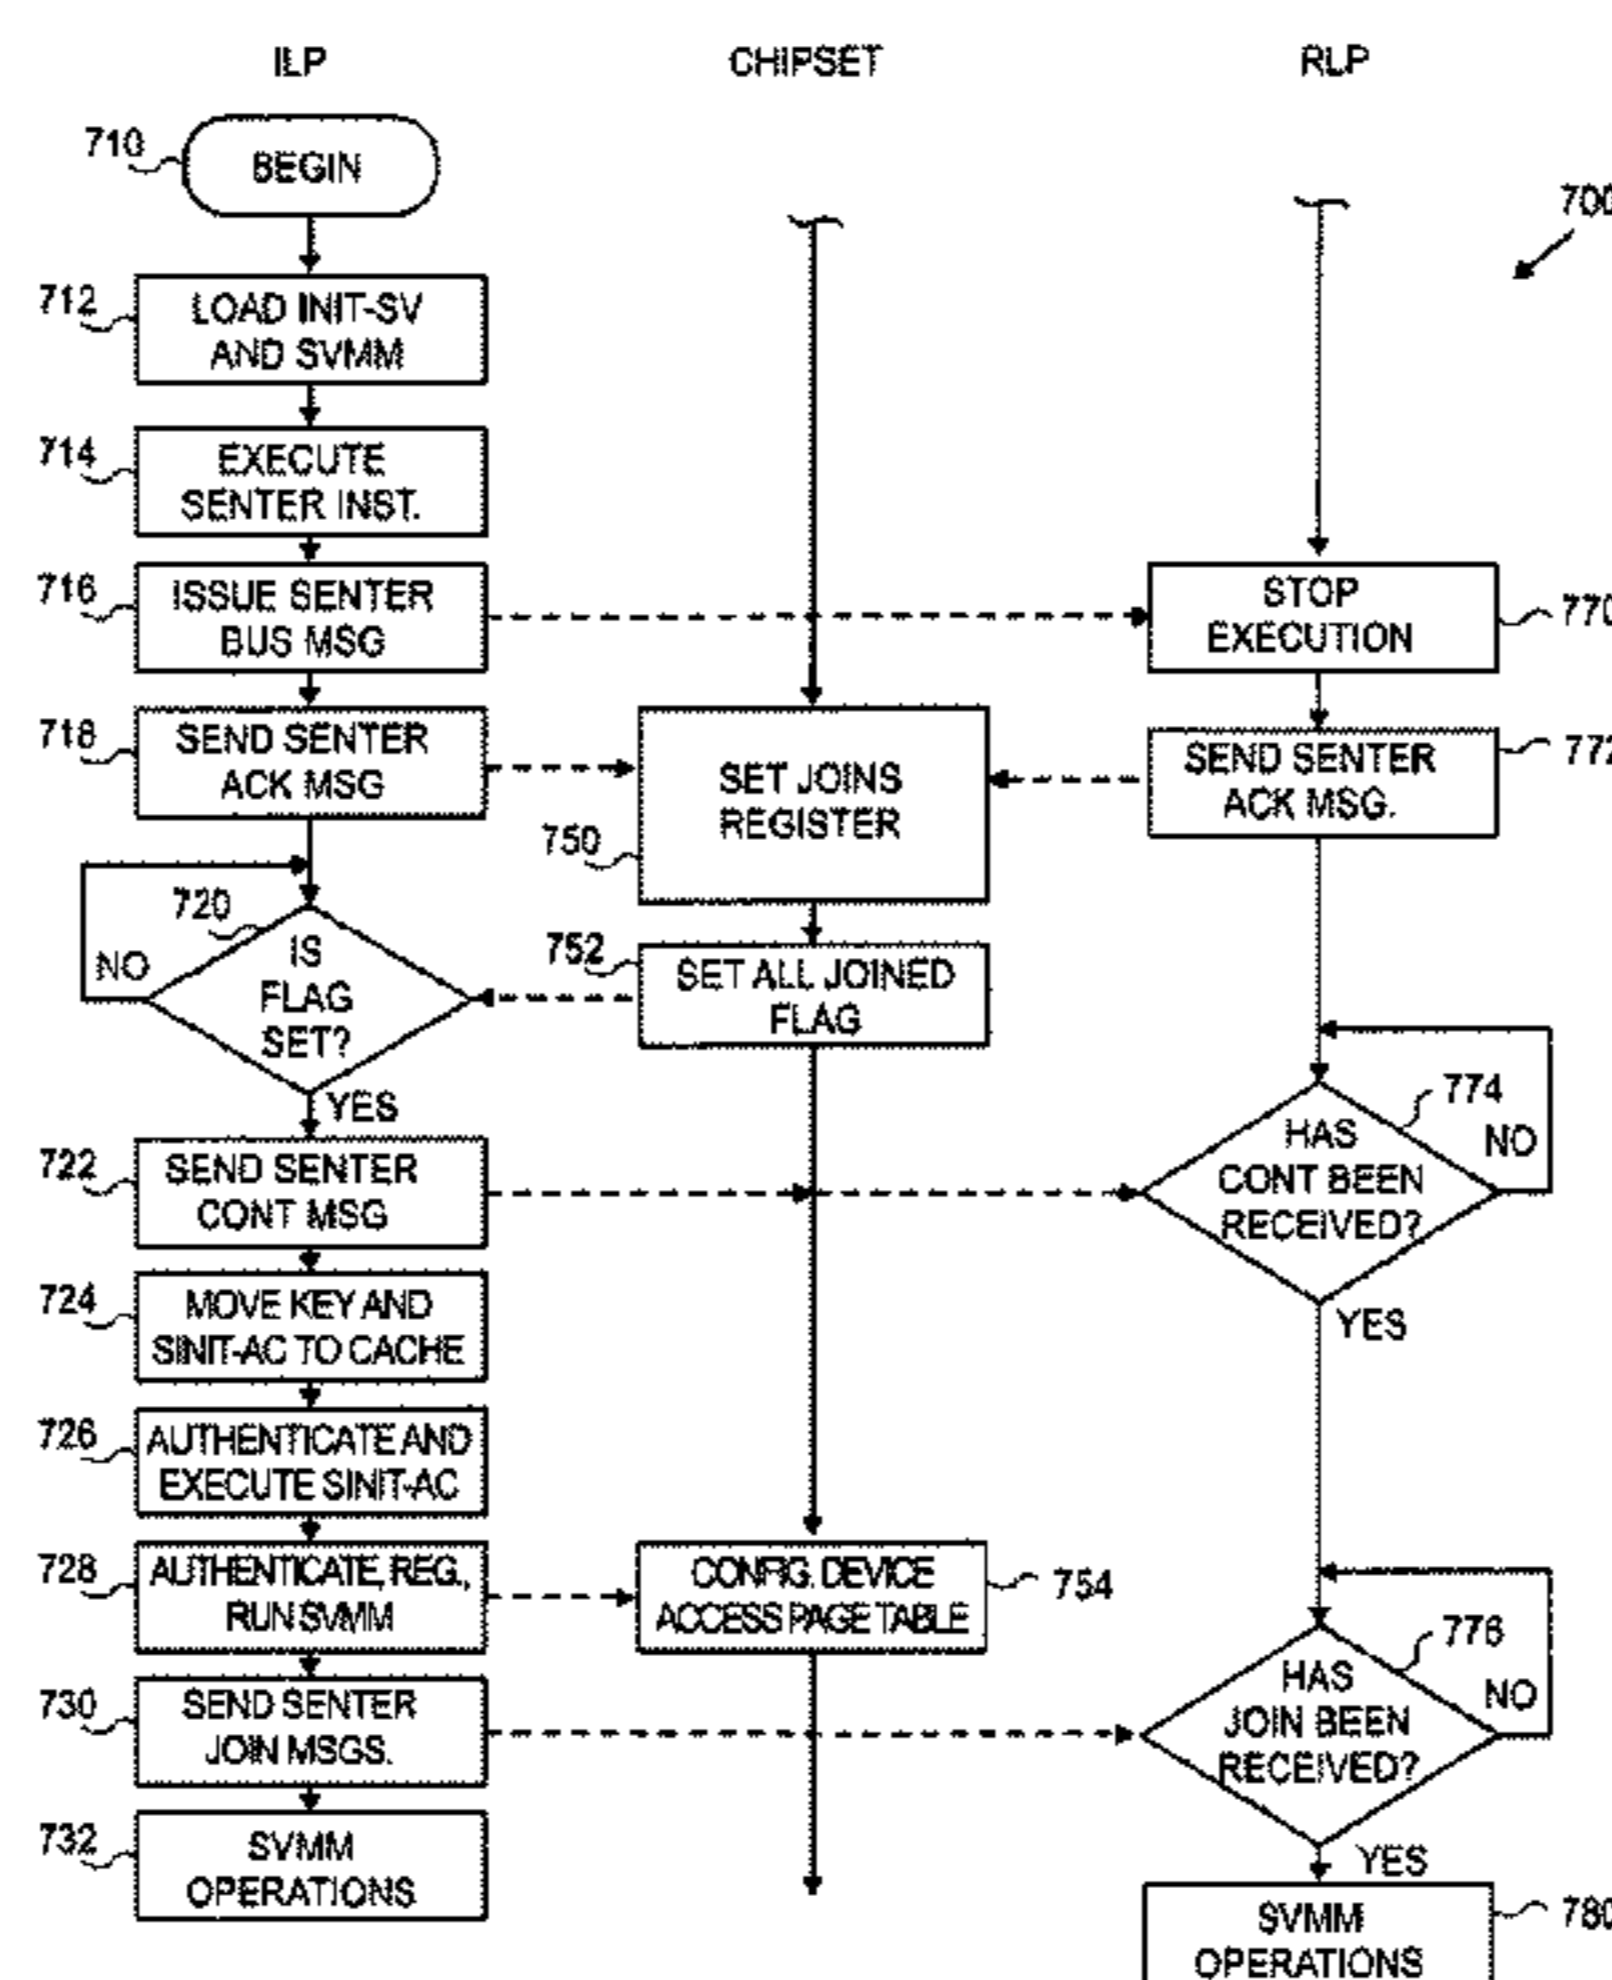 ILP
CHIPSET
RLP
710
BEGIN
700
712
LOAD INIT-SV
AND SVMM
714
EXECUTE
SENTER INST.
716
ISSUE SENTER
BUS MSG
STOP
EXECUTION
770
718
SEND SENTER
ACK MSG
SET JOINS
REGISTER
750
SEND SENTER
ACK MSG.
772
720
IS
FLAG
SET?
NO
YES
752
SET ALL JOINED
FLAG
774
HAS
CONT BEEN
RECEIVED?
NO
YES
722
SEND SENTER
CONT MSG
724
MOVE KEY AND
SINIT-AC TO CACHE
726
AUTHENTICATE AND
EXECUTE SINIT-AC
728
AUTHENTICATE, REG.,
RUN SVMM
CONFIG. DEVICE
ACCESS PAGE TABLE
754
776
HAS
JOIN BEEN
RECEIVED?
NO
YES
730
SEND SENTER
JOIN MSGS.
732
SVMM
OPERATIONS
SVMM
OPERATIONS
780